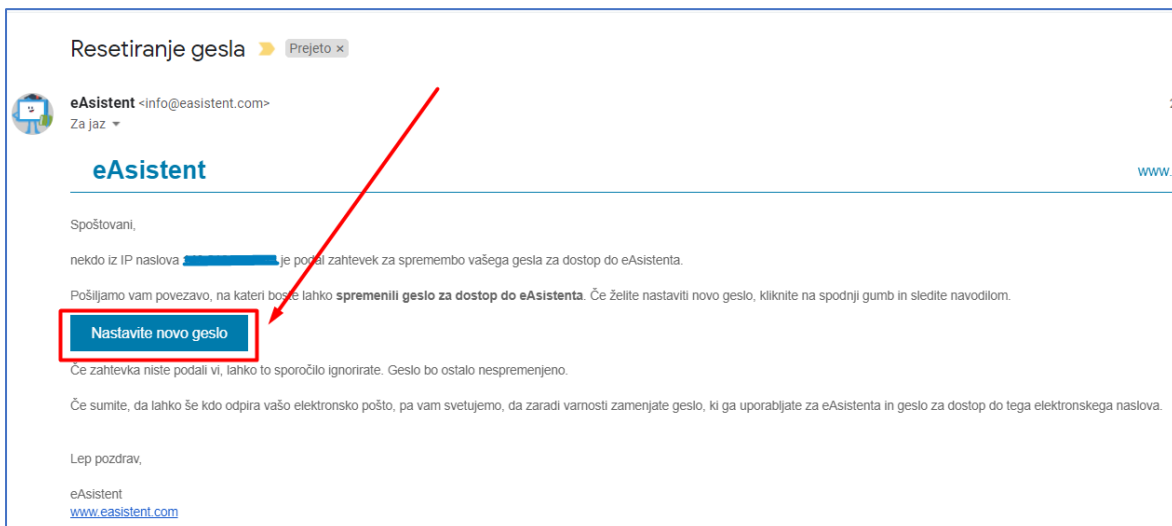 Resetiranje gesla Prejeto ×
eAsistent <info@easistent.com>
Za jaz
eAsistent www.
Spoštovani,
nekdo iz IP naslova je podal zahtevek za spremembo vašega gesla za dostop do eAsistenta.
Pošiljamo vam povezavo, na kateri boste lahko spremenili geslo za dostop do eAsistenta. Če želite nastaviti novo geslo, kliknite na spodnji gumb in sledite navodilom.
Nastavite novo geslo
Če zahtevka niste podali vi, lahko to sporočilo ignorirate. Geslo bo ostalo nespremenjeno.
Če sumite, da lahko še kdo odpira vašo elektronsko pošto, pa vam svetujemo, da zaradi varnosti zamenjate geslo, ki ga uporabljate za eAsistenta in geslo za dostop do tega elektronskega naslova.
Lep pozdrav,
eAsistent
www.easistent.com